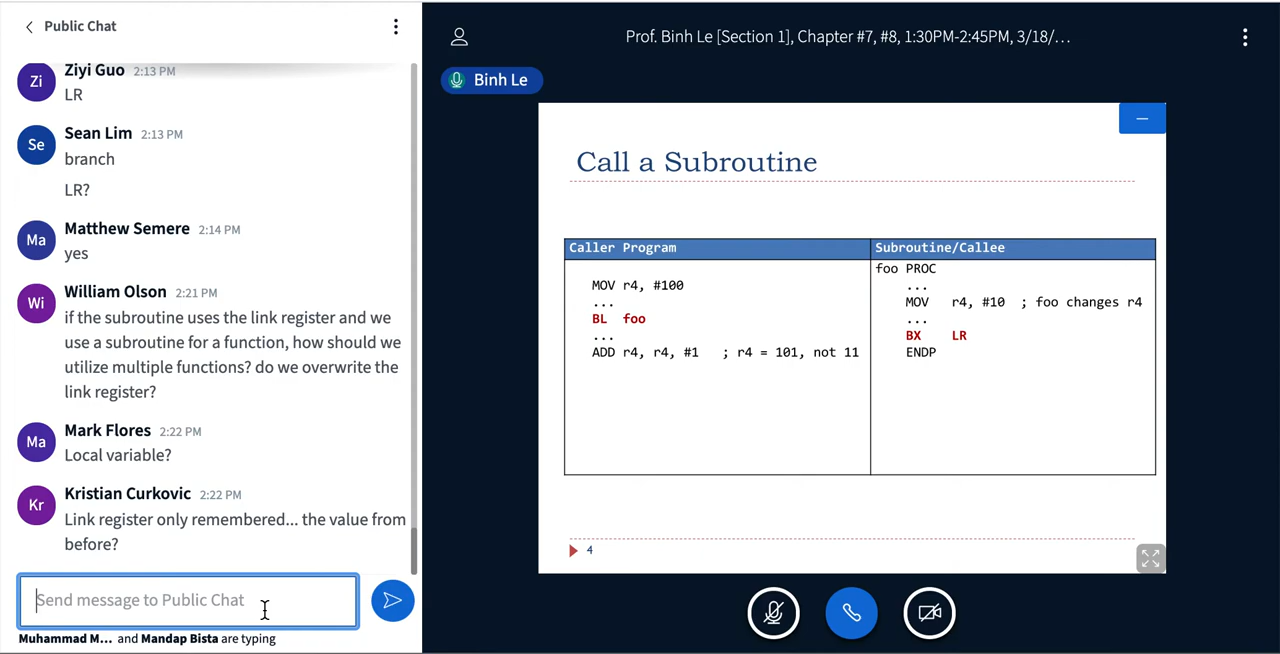 Public Chat
Zi
Ziyi Guo 2:13 PM
LR
Se
Sean Lim 2:13 PM
branch
LR?
Ma
Matthew Semere 2:14 PM
yes
Wi
William Olson 2:21 PM
if the subroutine uses the link register and we
use a subroutine for a function, how should we
utilize multiple functions? do we overwrite the
link register?
Ma
Mark Flores 2:22 PM
Local variable?
Kr
Kristian Curkovic 2:22 PM
Link register only remembered... the value from
before?
Send message to Public Chat
Muhammad M... and Mandap Bista are typing
Prof. Binh Le [Section 1], Chapter #7, #8, 1:30PM-2:45PM, 3/18/...
Binh Le
Call a Subroutine
Caller Program
MOV r4, #100
...
BL foo
...
ADD r4, r4, #1 ; r4 = 101, not 11
Subroutine/Callee
foo PROC
...
MOV r4, #10 ; foo changes r4
...
BX LR
ENDP
4